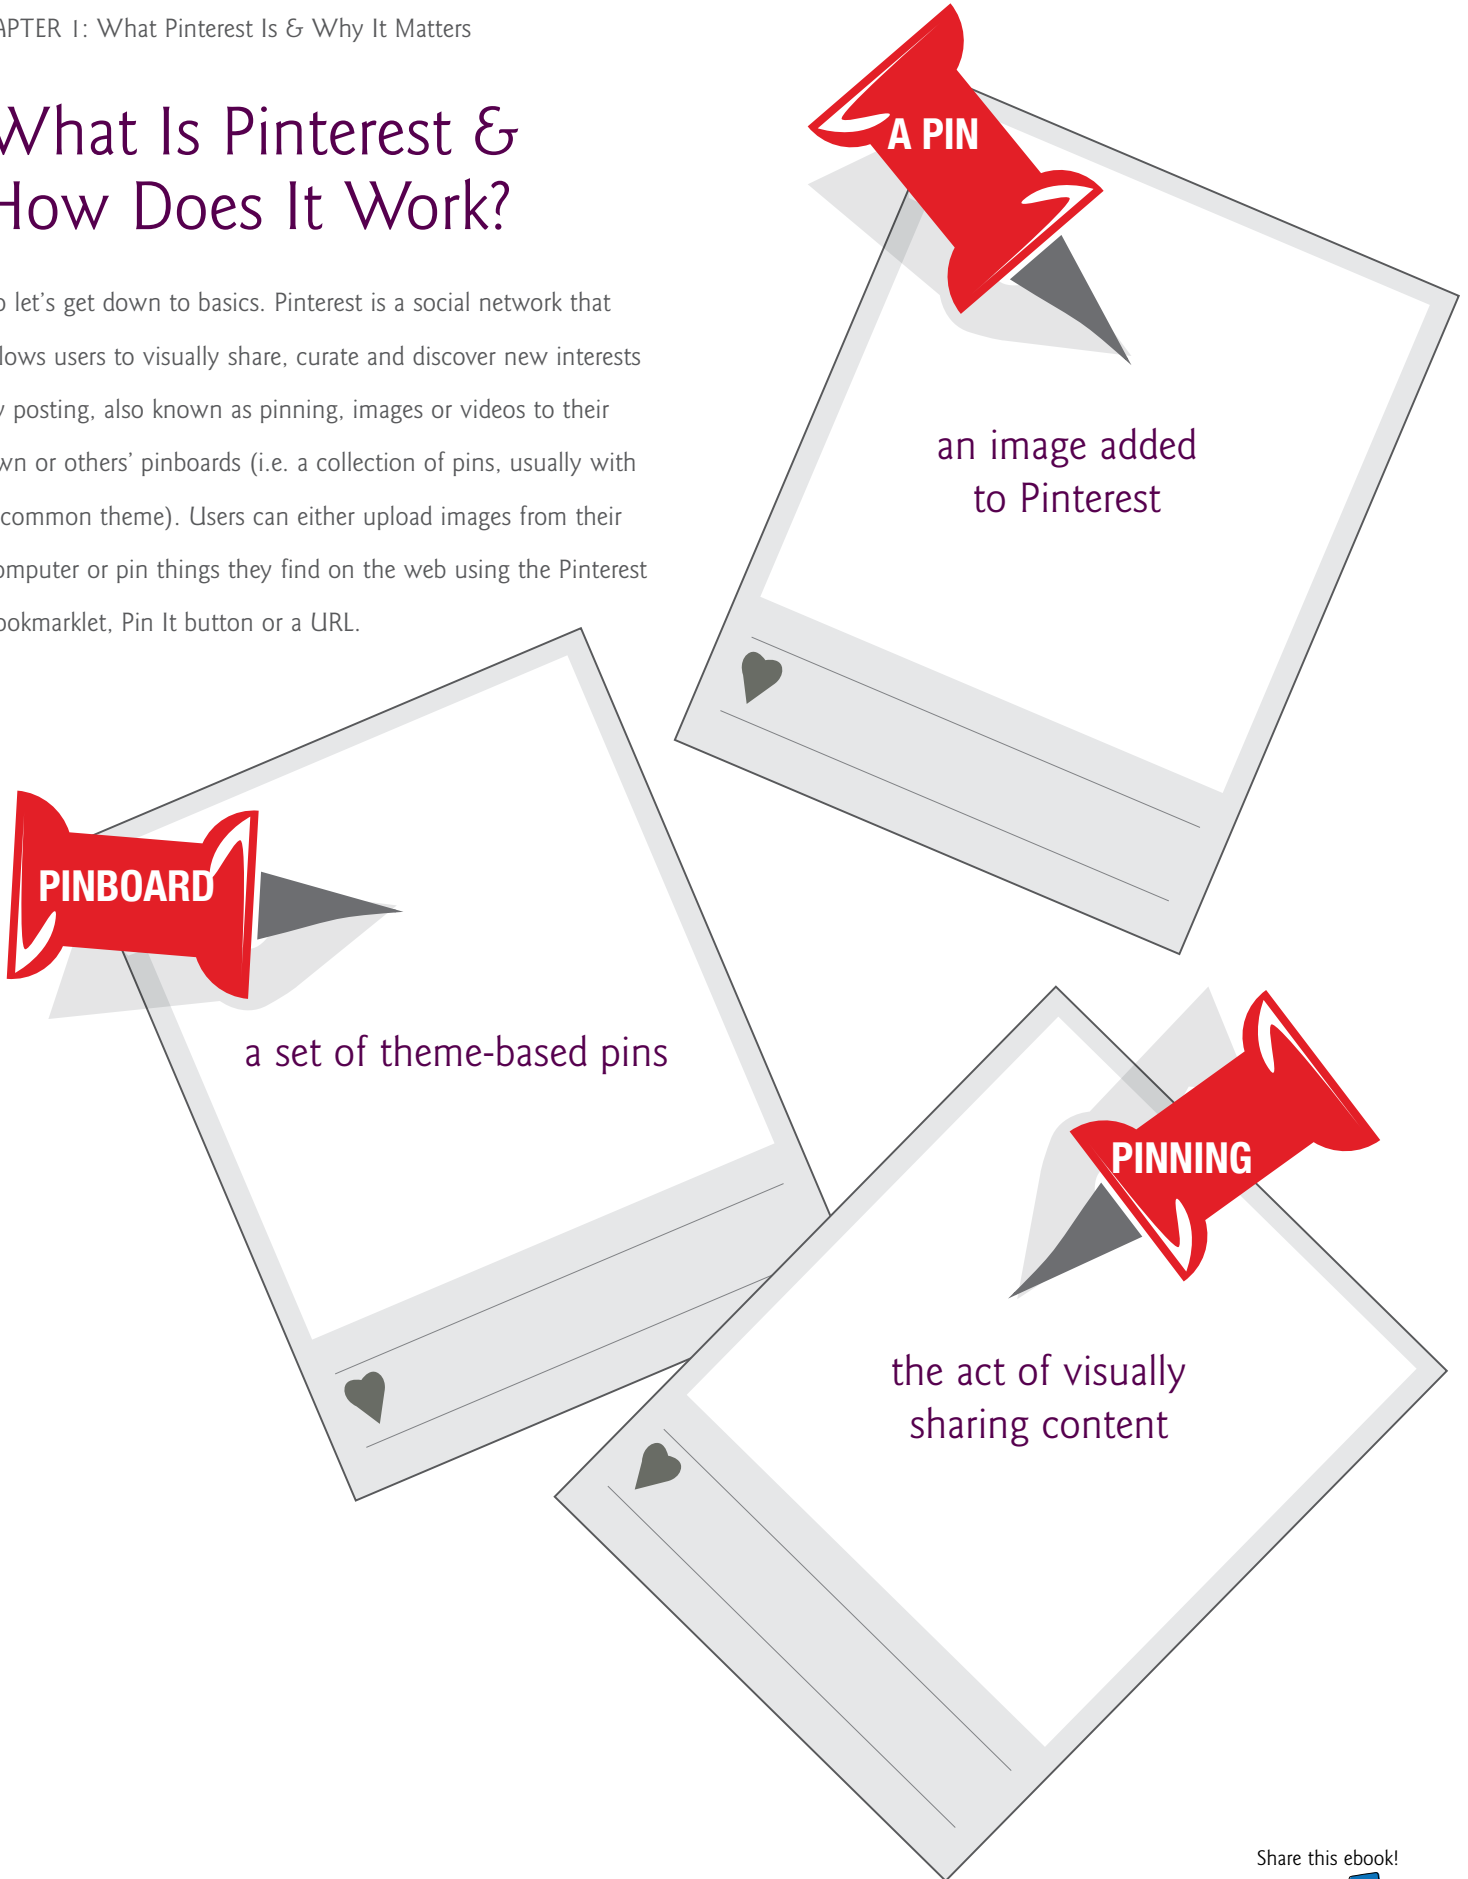 APTER 1: What Pinterest Is & Why It Matters
What Is Pinterest &
How Does It Work?
o let's get down to basics. Pinterest is a social network that
lows users to visually share, curate and discover new interests
y posting, also known as pinning, images or videos to their
wn or others' pinboards (i.e. a collection of pins, usually with
common theme). Users can either upload images from their
omputer or pin things they find on the web using the Pinterest
ookmarklet, Pin It button or a URL.
A PIN
an image added
to Pinterest
PINBOARD
a set of theme-based pins
PINNING
the act of visually
sharing content
Share this ebook!